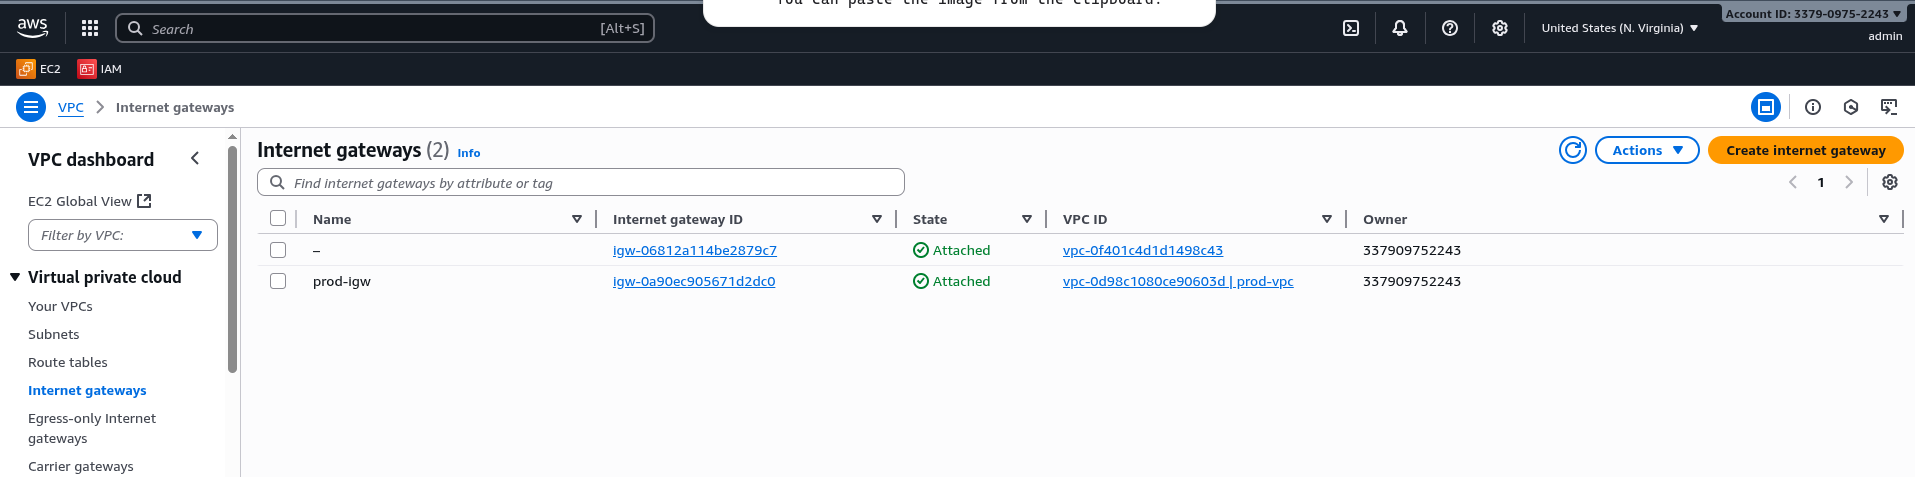 You can paste the image from the clipboard.
aws
Search [Alt+S]
United States (N. Virginia)
Account ID: 3379-0975-2243
admin
EC2 IAM
VPC Internet gateways
VPC dashboard
EC2 Global View
Filter by VPC:
Virtual private cloud
Your VPCs
Subnets
Route tables
Internet gateways
Egress-only Internet
gateways
Carrier gateways
Internet gateways (2) Info
Actions
Create internet gateway
Find internet gateways by attribute or tag
1
Name Internet gateway ID State VPC ID Owner
– igw-06812a114be2879c7 Attached vpc-0f401c4d1d1498c43 337909752243
prod-igw igw-0a90ec905671d2dc0 Attached vpc-0d98c1080ce90603d | prod-vpc 337909752243